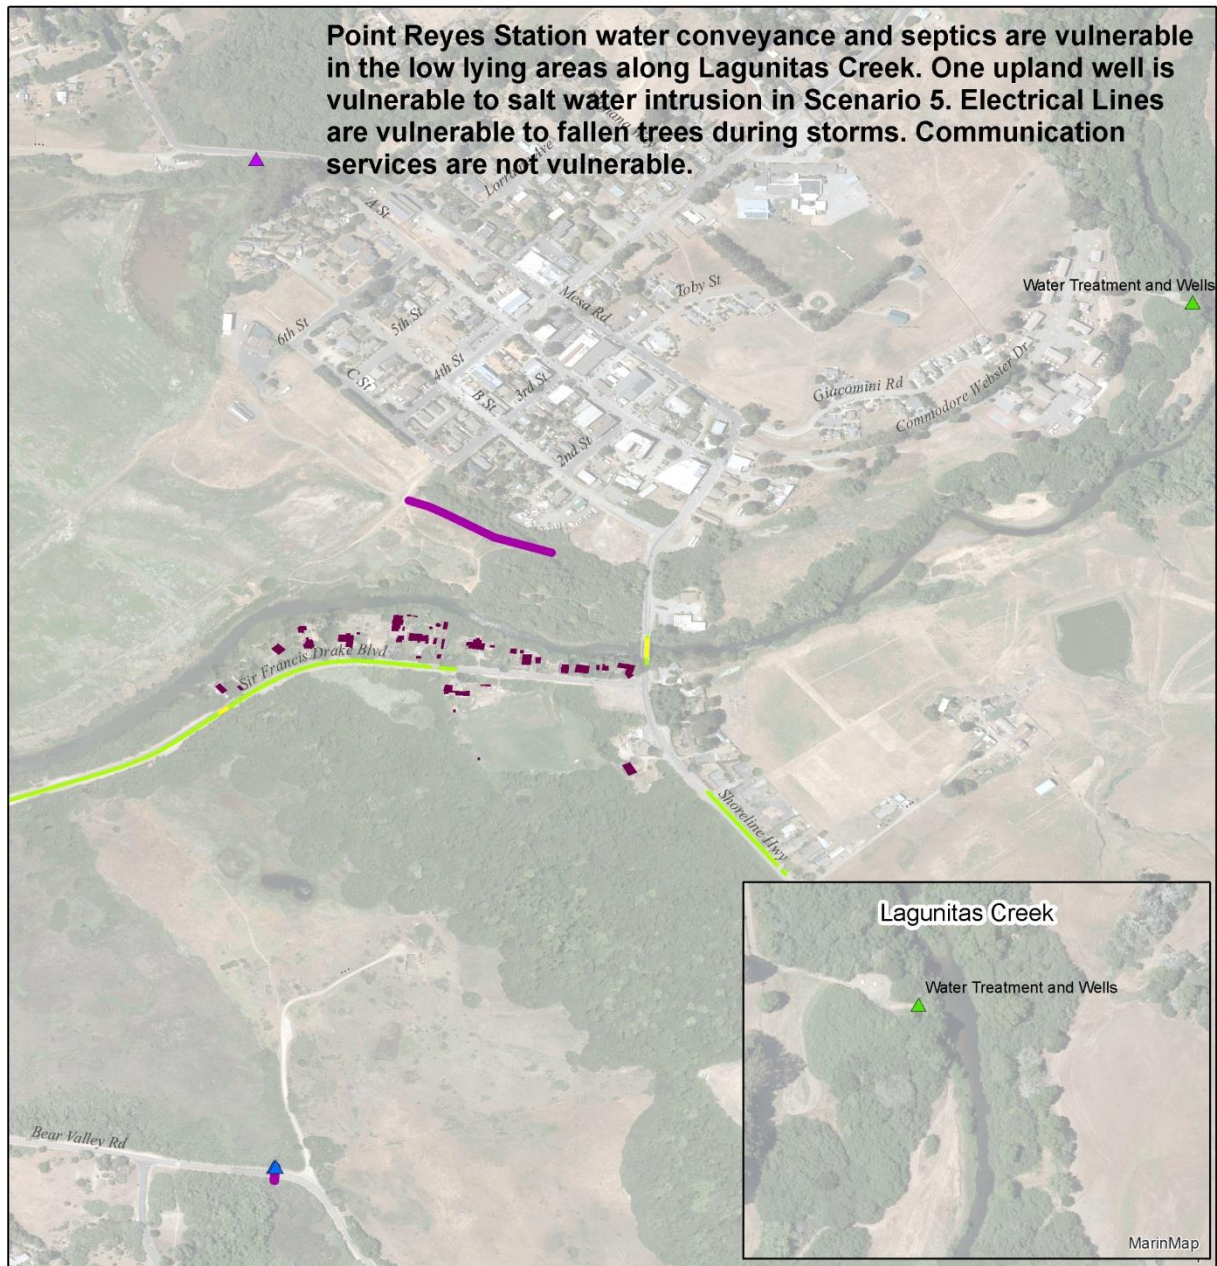 Point Reyes Station water conveyance and septics are vulnerable
in the low lying areas along Lagunitas Creek. One upland well is
vulnerable to salt water intrusion in Scenario 5. Electrical Lines
are vulnerable to fallen trees during storms. Communication
services are not vulnerable.
...
A St
Mesa Rd
Toby St
Water Treatment and Wells
6th St
5th St
4th St
3rd St
C St
B St
2nd St
Giacomini Rd
Commodore Webster Dr
Sir Francis Drake Blvd
Shoreline Hwy
...
Lagunitas Creek
Water Treatment and Wells
...
Bear Valley Rd
MarinMap